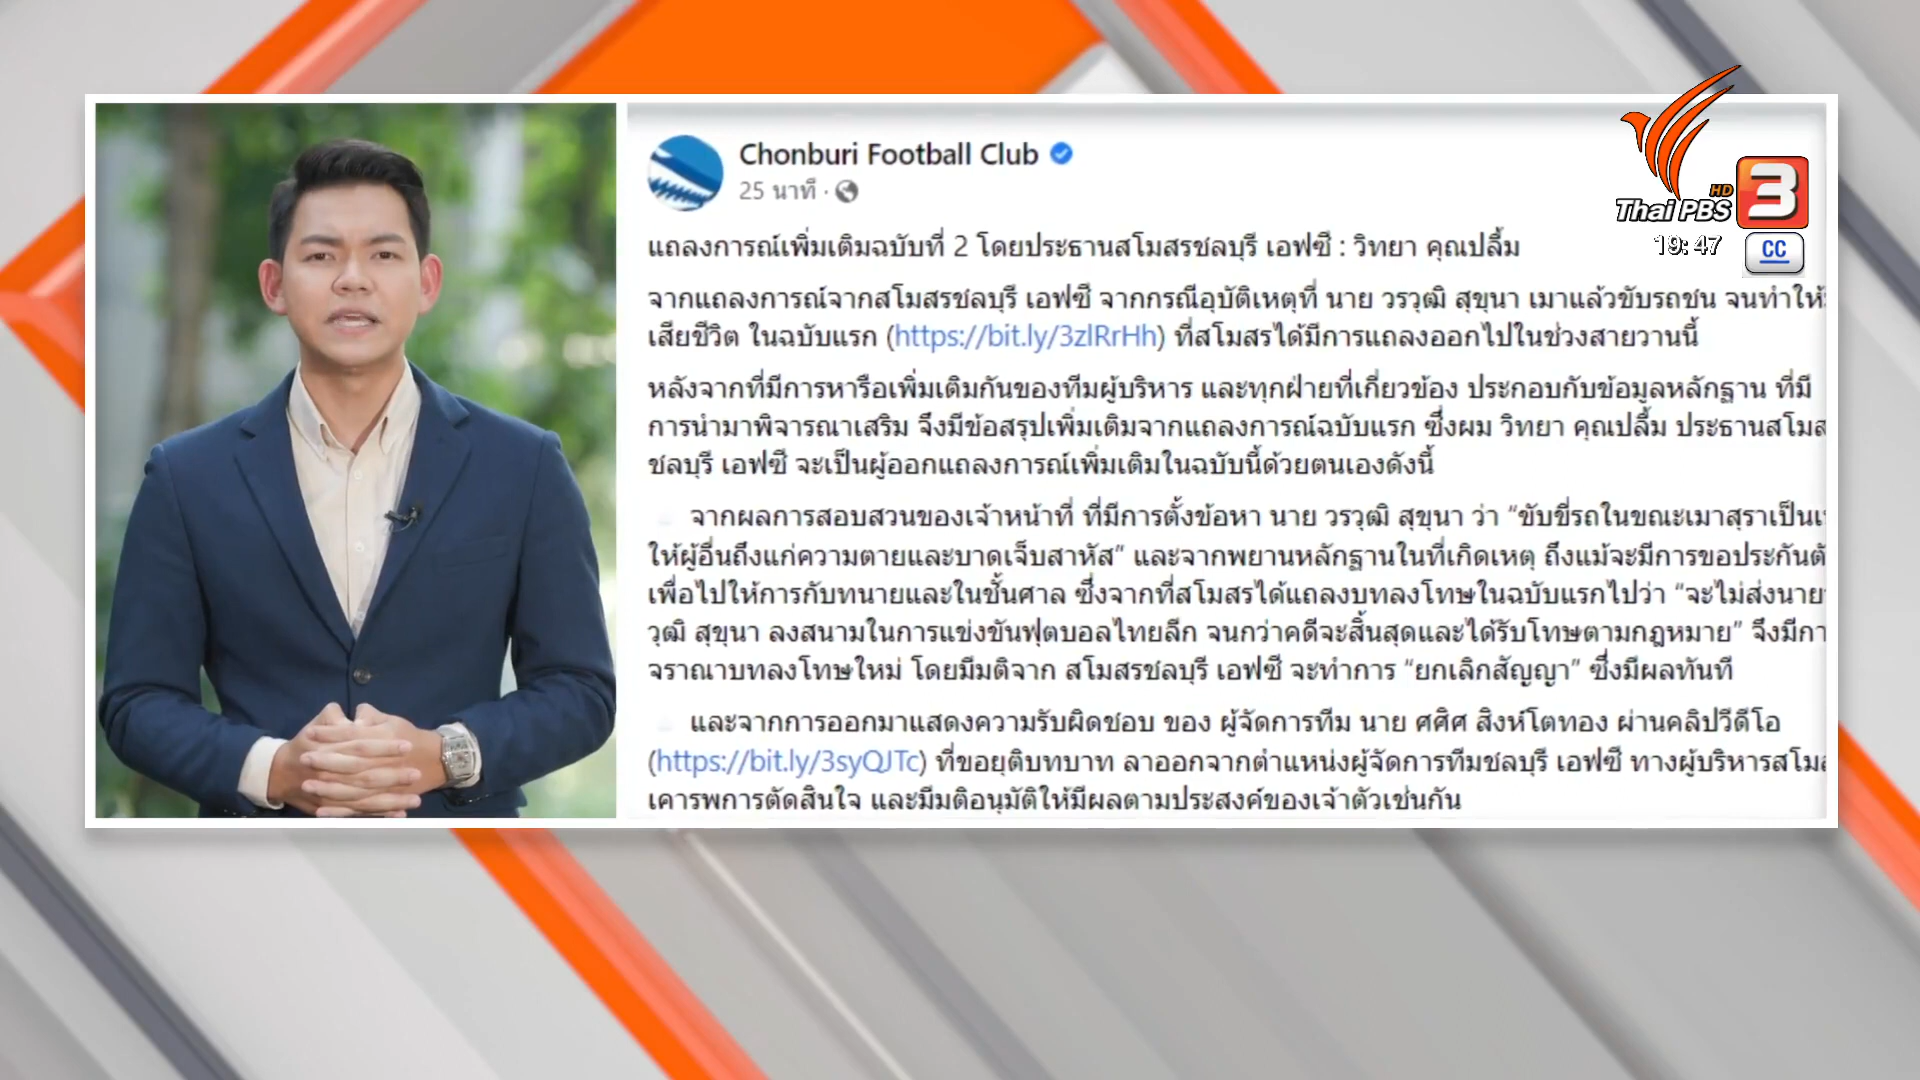 Chonburi Football Club
25 นาที ·
แถลงการณ์เพิ่มเติมฉบับที่ 2 โดยประธานสโมสรชลบุรี เอฟซี : วิทยา คุณปลื้ม
จากแถลงการณ์จากสโมสรชลบุรี เอฟซี จากกรณีอุบัติเหตุที่ นาย วรวุฒิ สุขุนา เมาแล้วขับรถชน จนทำให้
เสียชีวิต ในฉบับแรก (https://bit.ly/3zlRrHh) ที่สโมสรได้มีการแถลงออกไปในช่วงสายวานนี้
หลังจากที่มีการหารือเพิ่มเติมกันของทีมผู้บริหาร และทุกฝ่ายที่เกี่ยวข้อง ประกอบกับข้อมูลหลักฐาน ที่มี
การนำมาพิจารณาเสริม จึงมีข้อสรุปเพิ่มเติมจากแถลงการณ์ฉบับแรก ซึ่งผม วิทยา คุณปลื้ม ประธานสโมส
ชลบุรี เอฟซี จะเป็นผู้ออกแถลงการณ์เพิ่มเติมในฉบับนี้ด้วยตนเองดังนี้
จากผลการสอบสวนของเจ้าหน้าที่ ที่มีการตั้งข้อหา นาย วรวุฒิ สุขุนา ว่า “ขับขี่รถในขณะเมาสุราเป็นเ
ให้ผู้อื่นถึงแก่ความตายและบาดเจ็บสาหัส” และจากพยานหลักฐานในที่เกิดเหตุ ถึงแม้จะมีการขอประกันตั
เพื่อไปให้การกับทนายและในชั้นศาล ซึ่งจากที่สโมสรได้แถลงบทลงโทษในฉบับแรกไปว่า “จะไม่ส่งนาย
วุฒิ สุขุนา ลงสนามในการแข่งขันฟุตบอลไทยลีก จนกว่าคดีจะสิ้นสุดและได้รับโทษตามกฎหมาย” จึงมีกา
จราณาบทลงโทษใหม่ โดยมีมติจาก สโมสรชลบุรี เอฟซี จะทำการ “ยกเลิกสัญญา” ซึ่งมีผลทันที
และจากการออกมาแสดงความรับผิดชอบ ของ ผู้จัดการทีม นาย ศศิศ สิงห์โตทอง ผ่านคลิปวีดีโอ
(https://bit.ly/3syQJTc) ที่ขอยุติบทบาท ลาออกจากตำแหน่งผู้จัดการทีมชลบุรี เอฟซี ทางผู้บริหารสโมส
เคารพการตัดสินใจ และมีมติอนุมัติให้มีผลตามประสงค์ของเจ้าตัวเช่นกัน
Thai PBS HD 3
19:47
CC